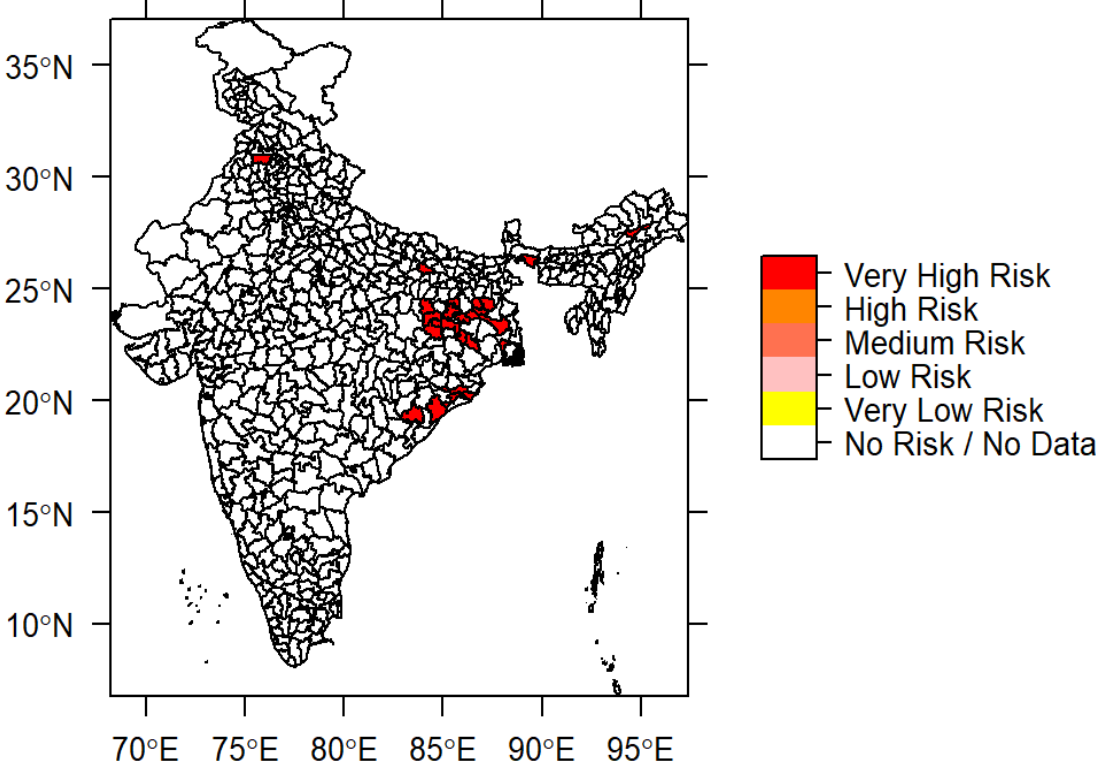 35°N
30°N
25°N
20°N
15°N
10°N
70°E 75°E 80°E 85°E 90°E 95°E
Very High Risk
High Risk
Medium Risk
Low Risk
Very Low Risk
No Risk / No Data